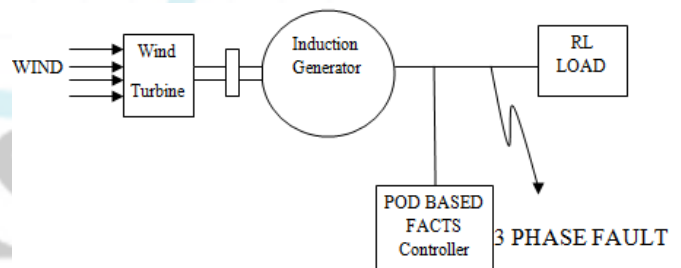 WIND
Wind
Turbine
Induction
Generator
RL
LOAD
POD BASED
FACTS
Controller
3 PHASE FAULT